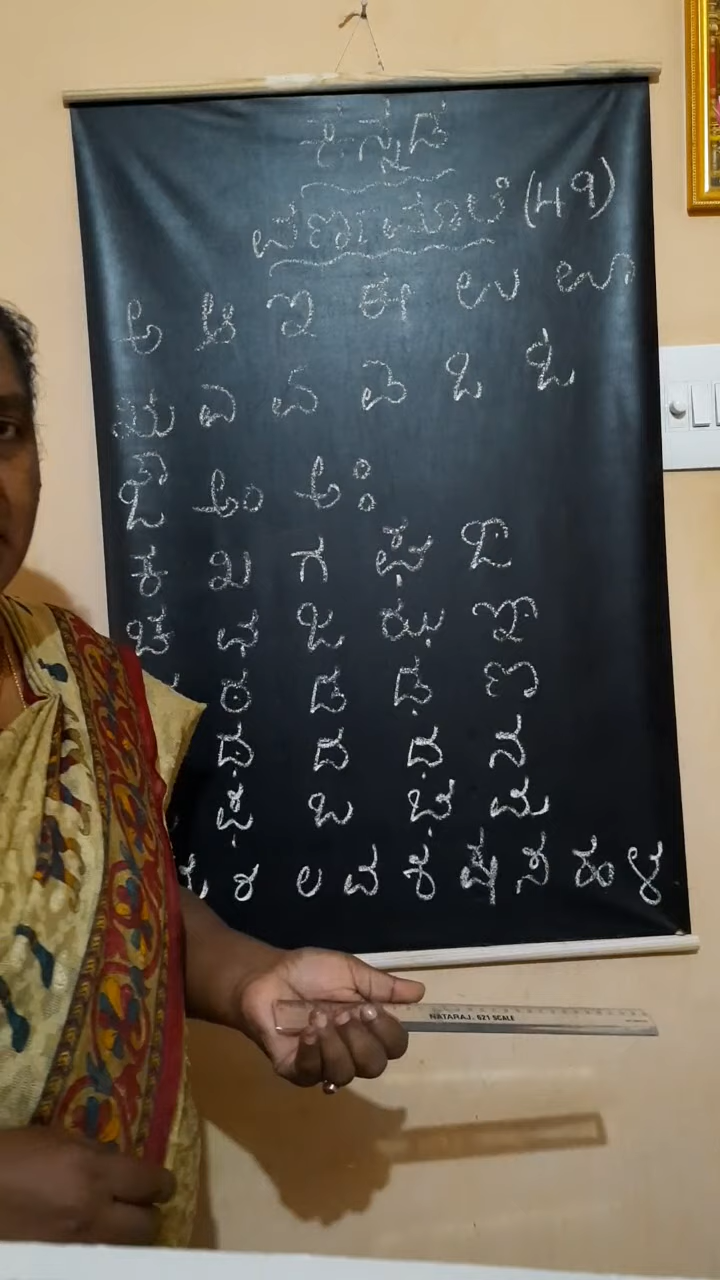 ಕನ್ನಡ
ವರ್ಣಮಾಲೆ (49)
ಅ ಆ ಇ ಈ ಉ ಊ
ಋ ಎ ಏ ಐ ಒ ಓ
ಔ ಅಂ ಅಃ
ಕ ಖ ಗ ಘ ಙ
ಚ ಛ ಜ ಝ ಞ
ಠ ಡ ಢ ಣ
ಥ ದ ಧ ನ
ಫ ಬ ಭ ಮ
ರ ಲ ವ ಶ ಷ ಸ ಹ ಳ
NATARAJ. 621 SCALE